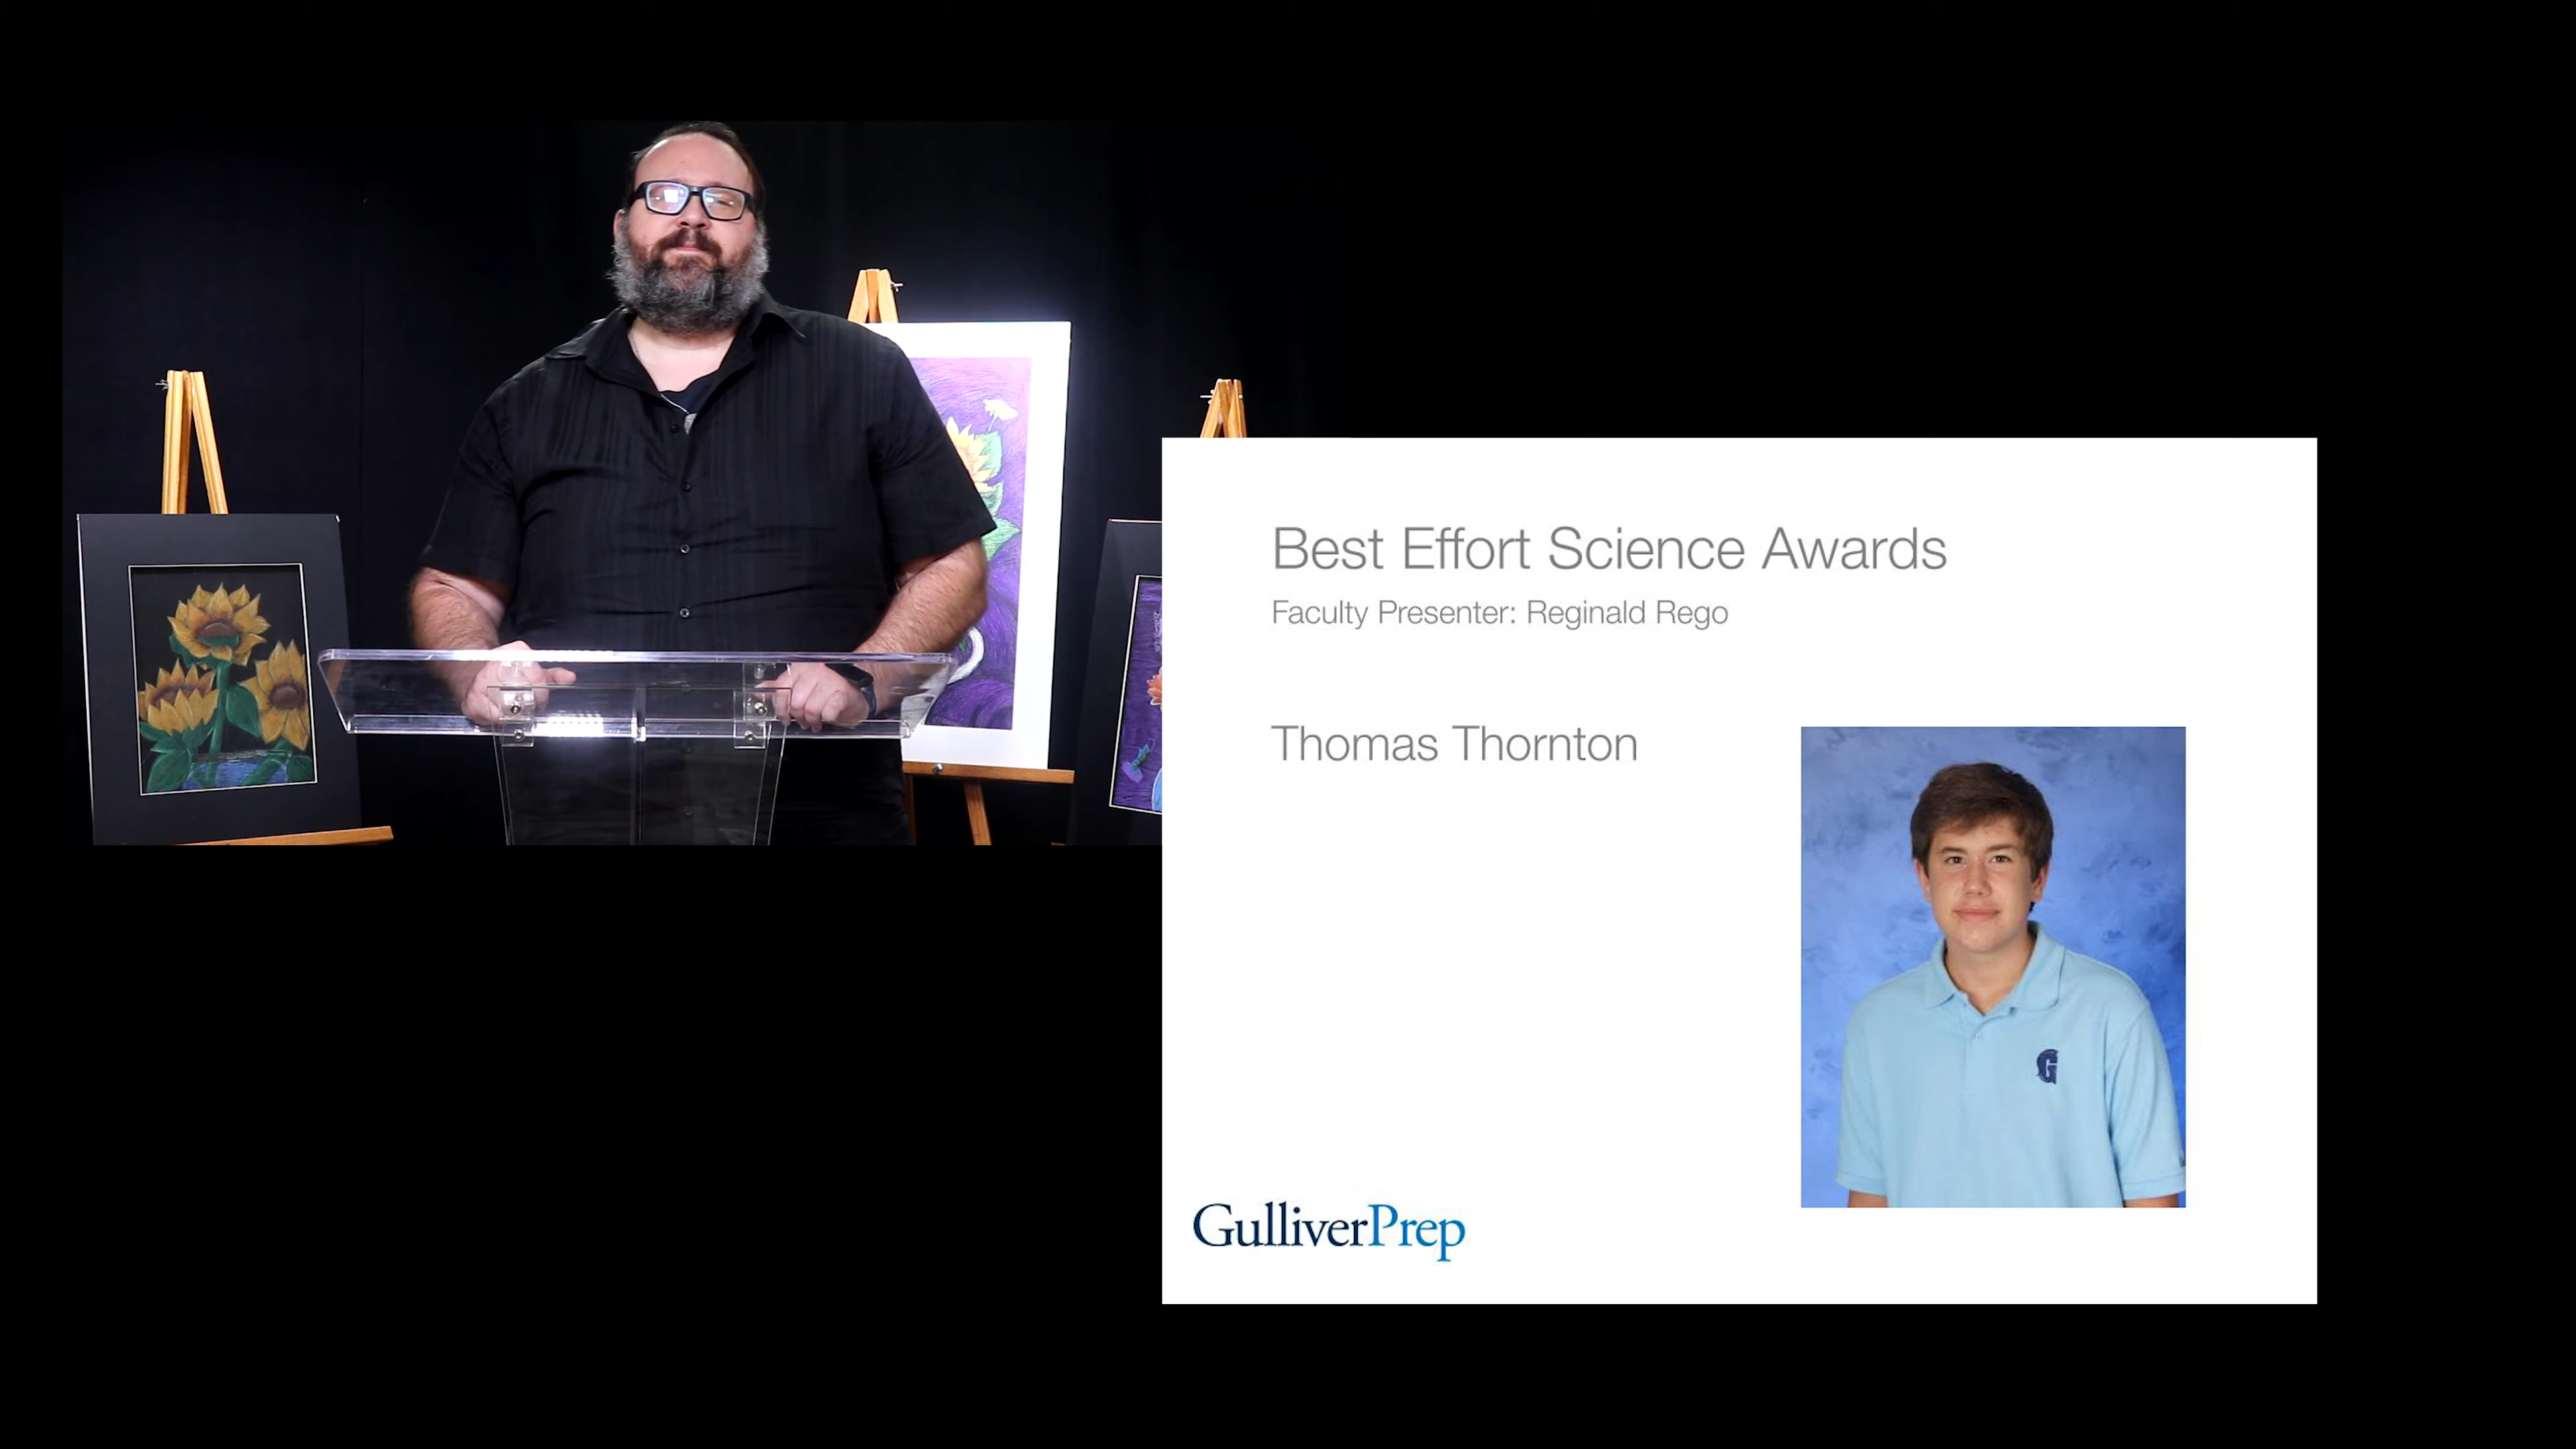 Best Effort Science Awards
Faculty Presenter: Reginald Rego
Thomas Thornton
G
GulliverPrep